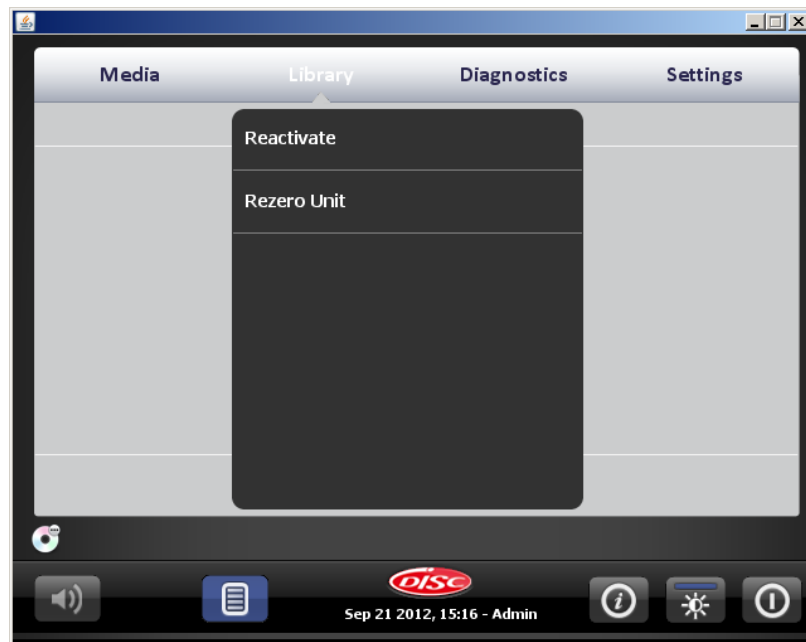 Media Library Diagnostics Settings
Reactivate
Rezero Unit
DISC
Sep 21 2012, 15:16 - Admin